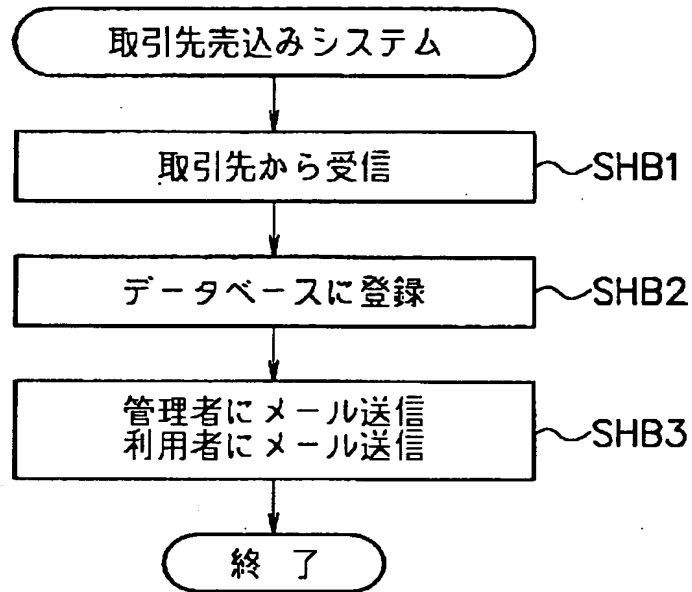 取引先売込みシステム
取引先から受信
SHB1
データベースに登録
SHB2
管理者にメール送信
利用者にメール送信
SHB3
終 了